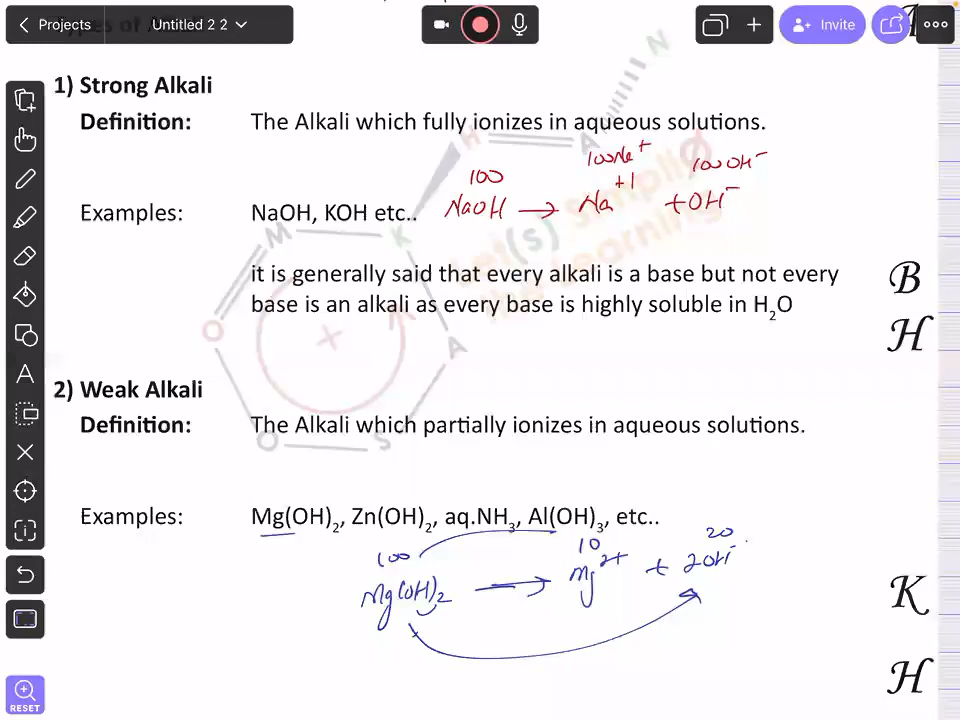 Projects
Untitled 2 2
Invite
1) Strong Alkali
Definition: The Alkali which fully ionizes in aqueous solutions.
100 100Na+ 100 OH-
+1
Examples: NaOH, KOH etc.. NaOH → Na + OH-
it is generally said that every alkali is a base but not every
base is an alkali as every base is highly soluble in H₂O
B
H
2) Weak Alkali
Definition: The Alkali which partially ionizes in aqueous solutions.
Examples: Mg(OH)₂, Zn(OH)₂, aq.NH₃, Al(OH)₃, etc..
100 10 20
Mg(OH)₂ → Mg²⁺ + 2OH⁻
K
H
RESET
M
K
A
S
O
O
H
A
N